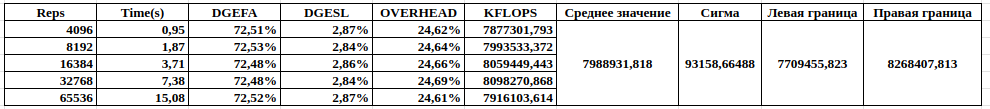 Reps Time(s) DGEFA DGESL OVERHEAD KFLOPS Среднее значение Сигма Левая граница Правая граница
4096 0,95 72,51% 2,87% 24,62% 7877301,793
8192 1,87 72,53% 2,84% 24,64% 7993533,372
16384 3,71 72,48% 2,86% 24,66% 8059449,443 7988931,818 93158,66488 7709455,823 8268407,813
32768 7,38 72,48% 2,84% 24,69% 8098270,868
65536 15,08 72,52% 2,87% 24,61% 7916103,614